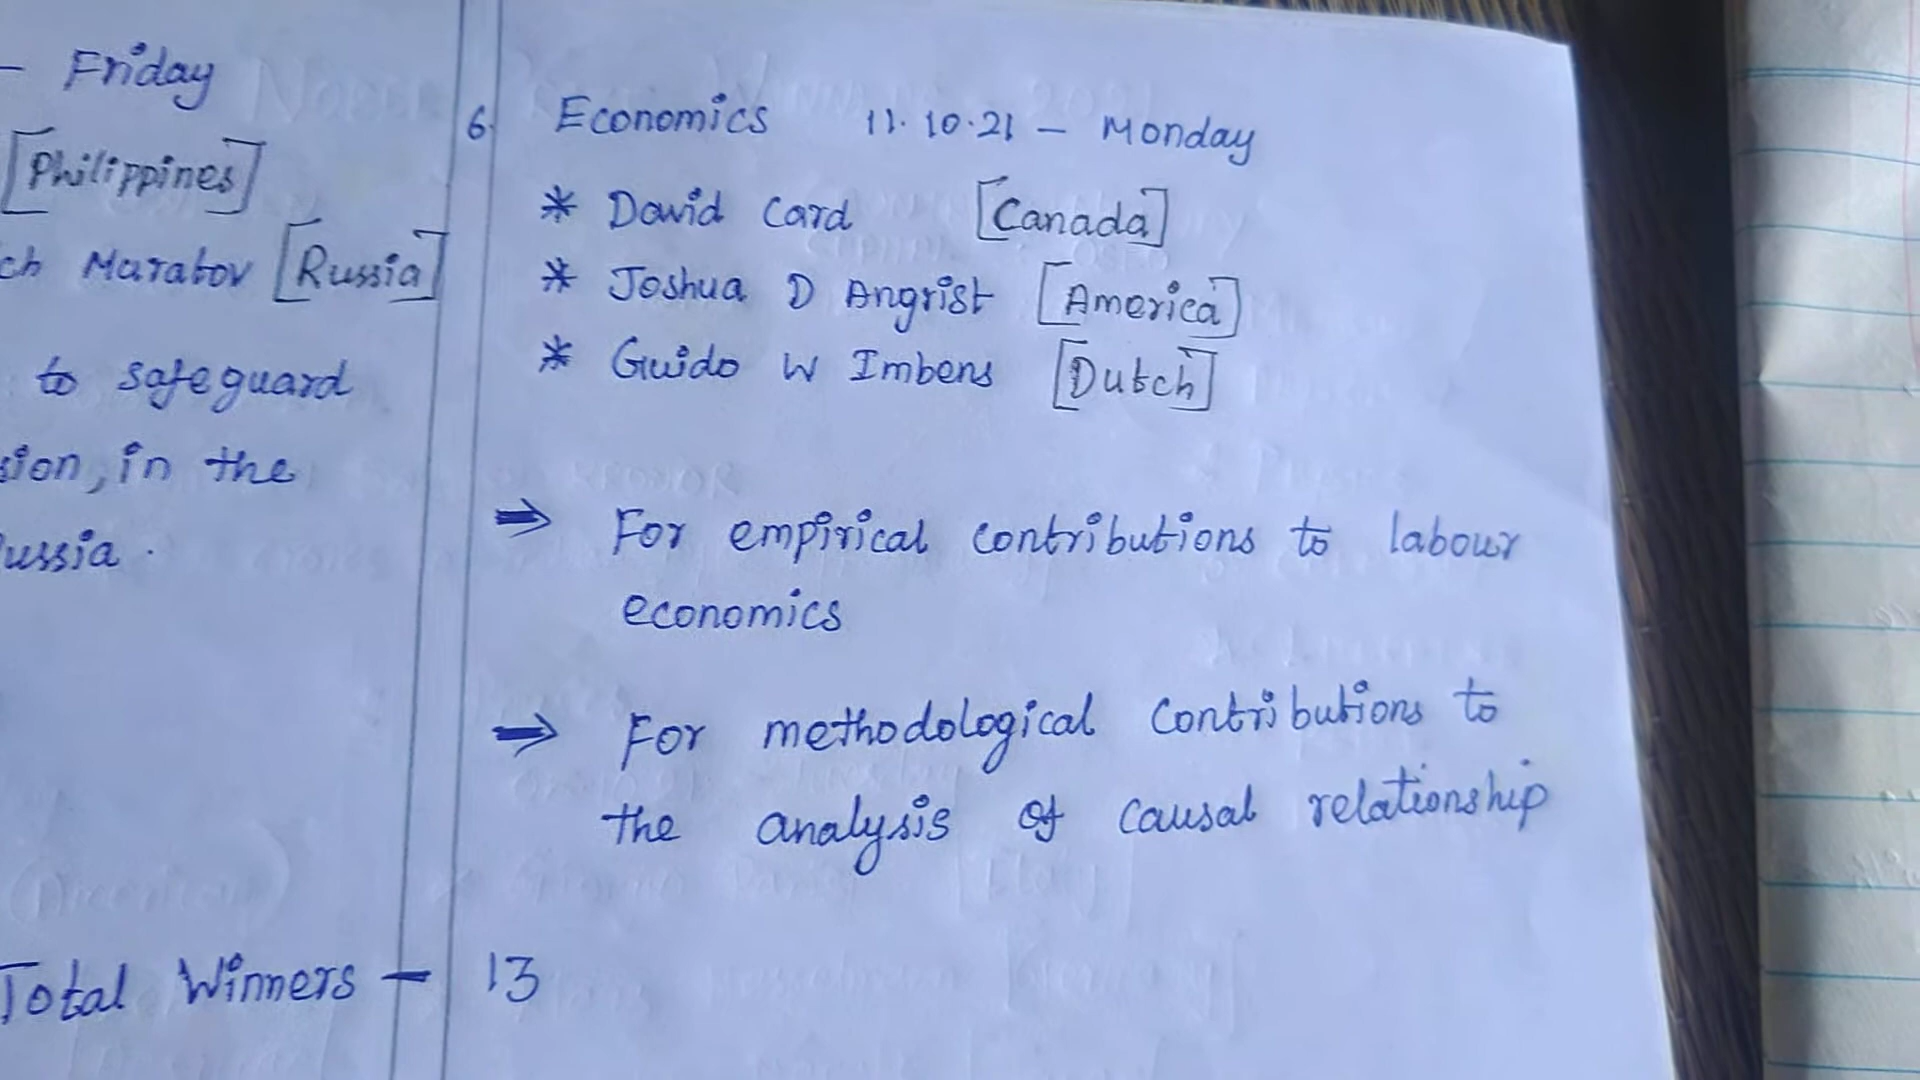 – Friday
[Philippines]
ch Muratov [Russia]
to safeguard
sion, in the
ussia.
6. Economics 11.10.21 – Monday
* David Card [Canada]
* Joshua D Angrist [America]
* Guido W Imbens [Dutch]
⇒ For empirical contributions to labour
economics
⇒ For methodological contributions to
the analysis of causal relationship
Total Winners – 13